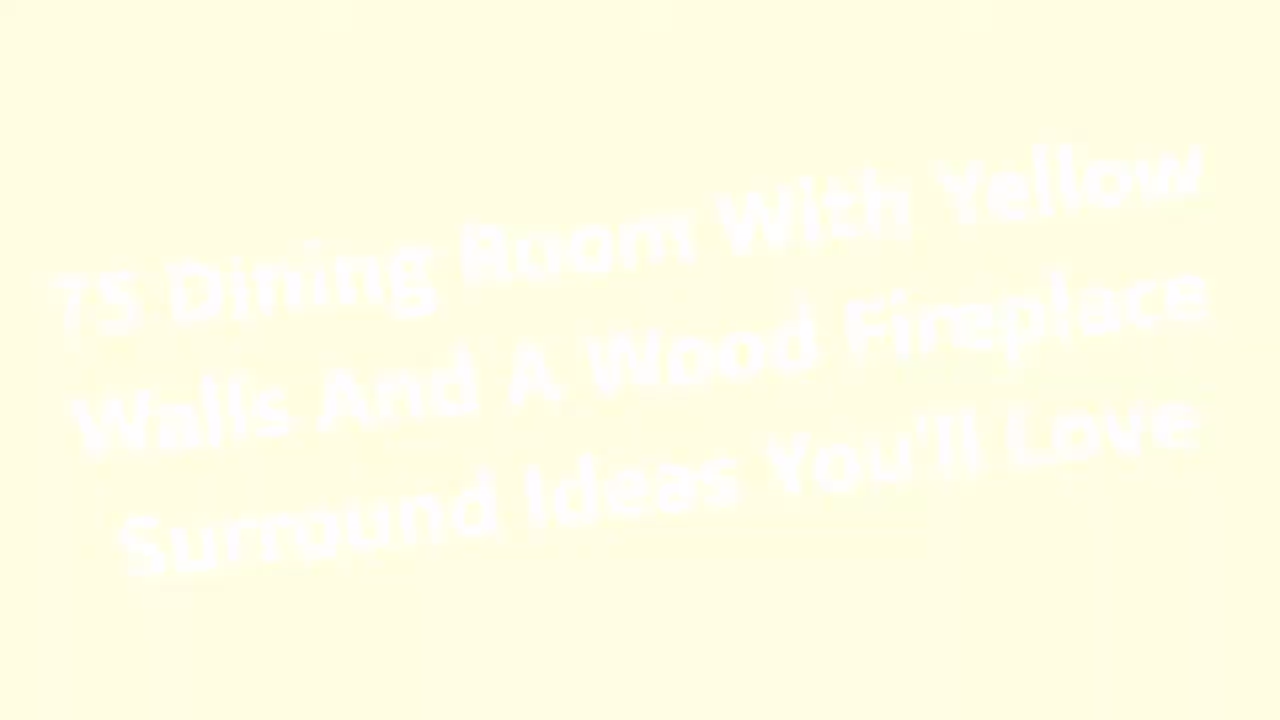 75 Dining Room With Yellow
Walls And A Wood Fireplace
Surround Ideas You'll Love